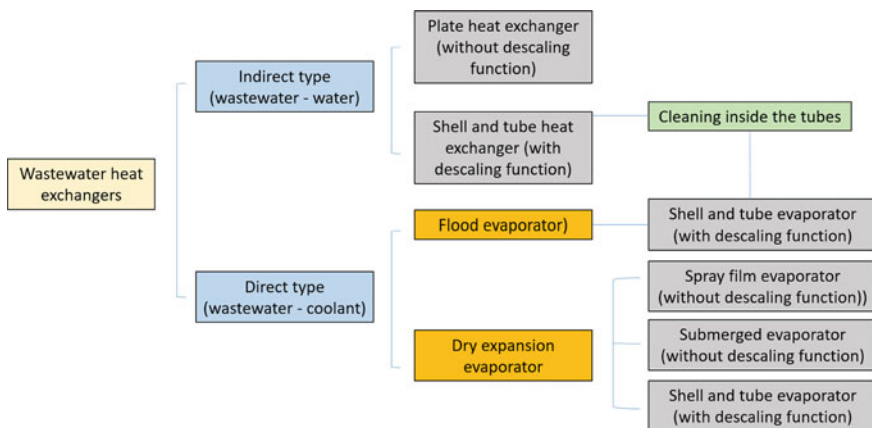 Plate heat exchanger
(without descaling
function)
Indirect type
(wastewater - water)
Shell and tube heat
exchanger (with
descaling function)
Cleaning inside the tubes
Wastewater heat
exchangers
Flood evaporator)
Shell and tube evaporator
(with descaling function)
Direct type
(wastewater - coolant)
Spray film evaporator
(without descaling function))
Dry expansion
evaporator
Submerged evaporator
(without descaling function)
Shell and tube evaporator
(with descaling function)